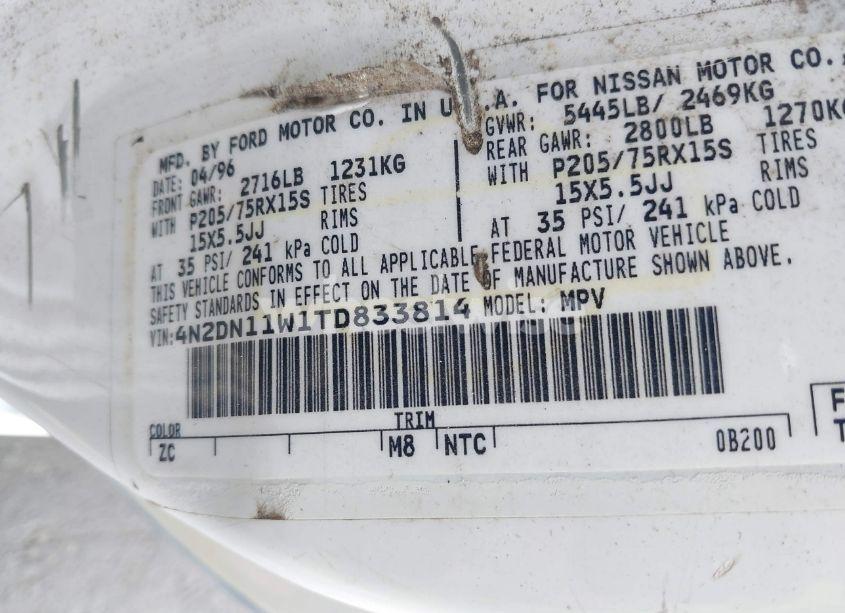 MFD. BY FORD MOTOR CO. IN U .A. FOR NISSAN MOTOR CO.,
DATE: 04/96
GVWR: 5445LB/ 2469KG
FRONT GAWR: 2716LB 1231KG
WITH P205/75RX15S TIRES
15X5.5JJ RIMS
AT 35 PSI/ 241 kPa COLD
REAR GAWR: 2800LB 1270KG
WITH P205/75RX15S TIRES
15X5.5JJ RIMS
AT 35 PSI/ 241 kPa COLD
THIS VEHICLE CONFORMS TO ALL APPLICABLE FEDERAL MOTOR VEHICLE
SAFETY STANDARDS IN EFFECT ON THE DATE OF MANUFACTURE SHOWN ABOVE.
VIN: 4N2DN11W1TD833814 MODEL: MPV
COLOR TRIM
ZC M8 NTC 0B200
F
T